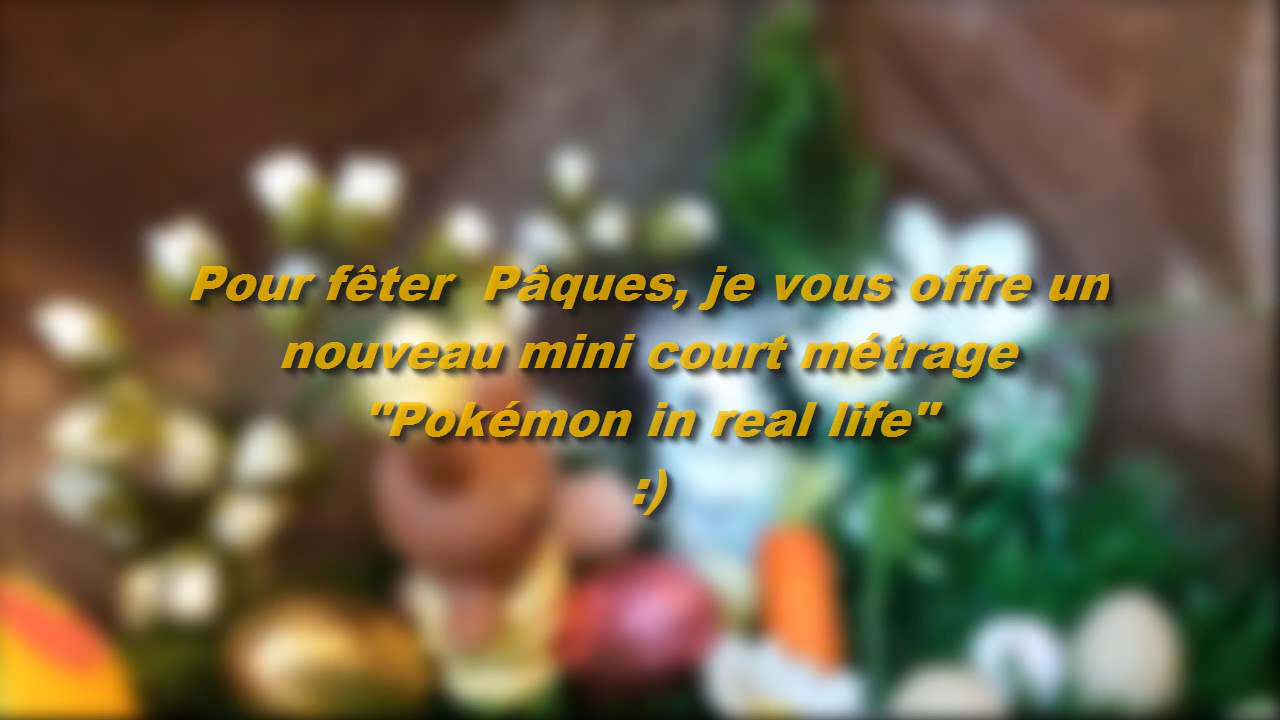 Pour fêter  Pâques, je vous offre un
nouveau mini court métrage
"Pokémon in real life"
:)